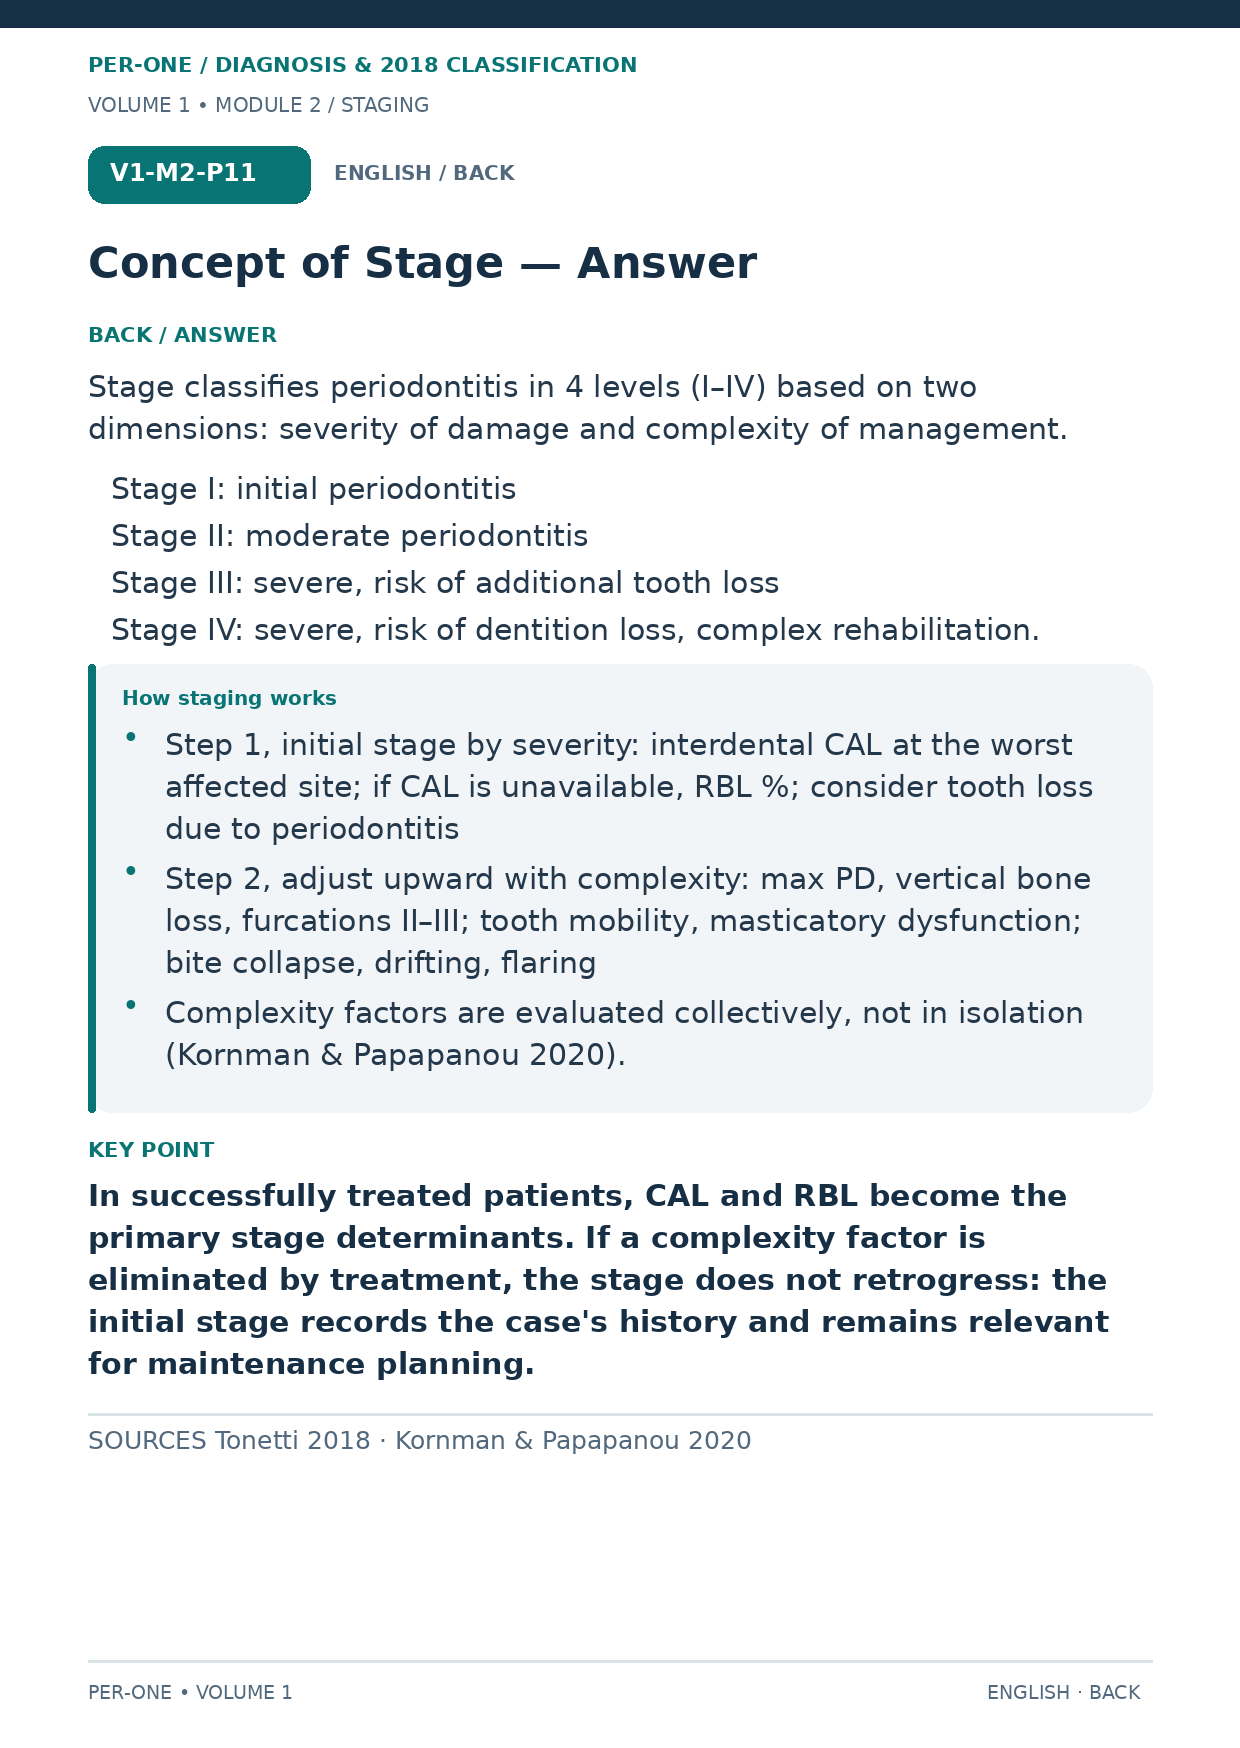 PER-ONE / DIAGNOSIS & 2018 CLASSIFICATION
VOLUME 1 • MODULE 2 / STAGING
V1-M2-P11
ENGLISH / BACK
Concept of Stage — Answer
BACK / ANSWER
Stage classifies periodontitis in 4 levels (I–IV) based on two
dimensions: severity of damage and complexity of management.
Stage I: initial periodontitis
Stage II: moderate periodontitis
Stage III: severe, risk of additional tooth loss
Stage IV: severe, risk of dentition loss, complex rehabilitation.
How staging works
• Step 1, initial stage by severity: interdental CAL at the worst
affected site; if CAL is unavailable, RBL %; consider tooth loss
due to periodontitis
• Step 2, adjust upward with complexity: max PD, vertical bone
loss, furcations II–III; tooth mobility, masticatory dysfunction;
bite collapse, drifting, flaring
• Complexity factors are evaluated collectively, not in isolation
(Kornman & Papapanou 2020).
KEY POINT
In successfully treated patients, CAL and RBL become the
primary stage determinants. If a complexity factor is
eliminated by treatment, the stage does not retrogress: the
initial stage records the case's history and remains relevant
for maintenance planning.
SOURCES Tonetti 2018 · Kornman & Papapanou 2020
PER-ONE • VOLUME 1
ENGLISH · BACK